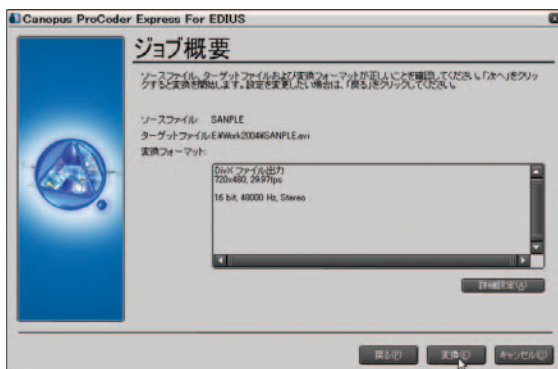 Canopus ProCoder Express For EDIUS
ジョブ概要
ソースファイル、ターゲットファイルおよび変換フォーマットが正しいことを確認してください。「次へ」をクリッ
クすると変換を開始します。設定を変更したい場合は、「戻る」をクリックしてください。
ソースファイル: SANPLE
ターゲットファイル:E:¥Work2004¥SANPLE.avi
変換フォーマット:
DivX ファイル出力
720x480, 29.97fps
16 bit, 48000 Hz, Stereo
詳細設定(A)
戻る(P)
変換(E)
キャンセル(C)